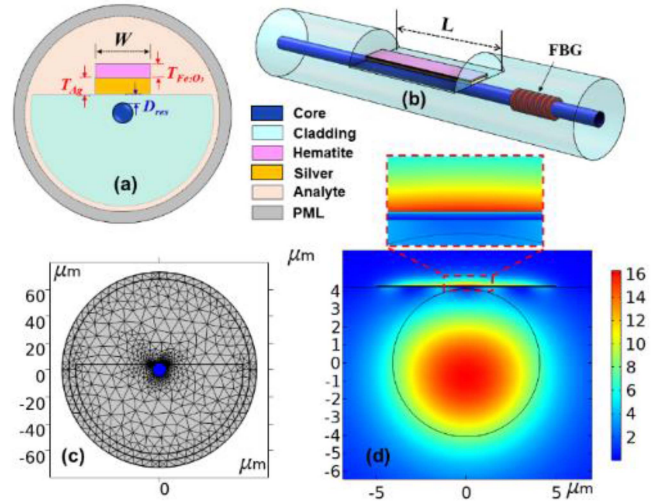 W
T_Fe₂O₃
T_Ag
D_res
(a)
L
FBG
(b)
Core
Cladding
Hematite
Silver
Analyte
PML
μm
60
40
20
0
-20
-40
-60
(c)
μm
0
μm
4
3
2
1
0
-1
-2
-3
-4
-5
-6
(d)
-5
0
5
μm
16
14
12
10
8
6
4
2